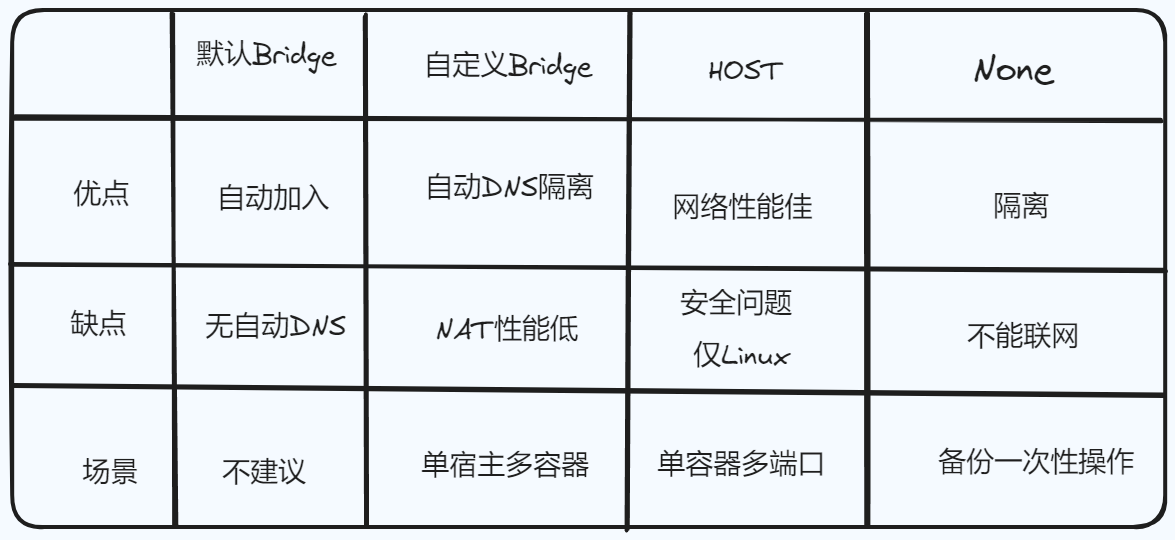 默认Bridge
自定义Bridge
HOST
None
优点
自动加入
自动DNS隔离
网络性能佳
隔离
缺点
无自动DNS
NAT性能低
安全问题
仅Linux
不能联网
场景
不建议
单宿主多容器
单容器多端口
备份一次性操作